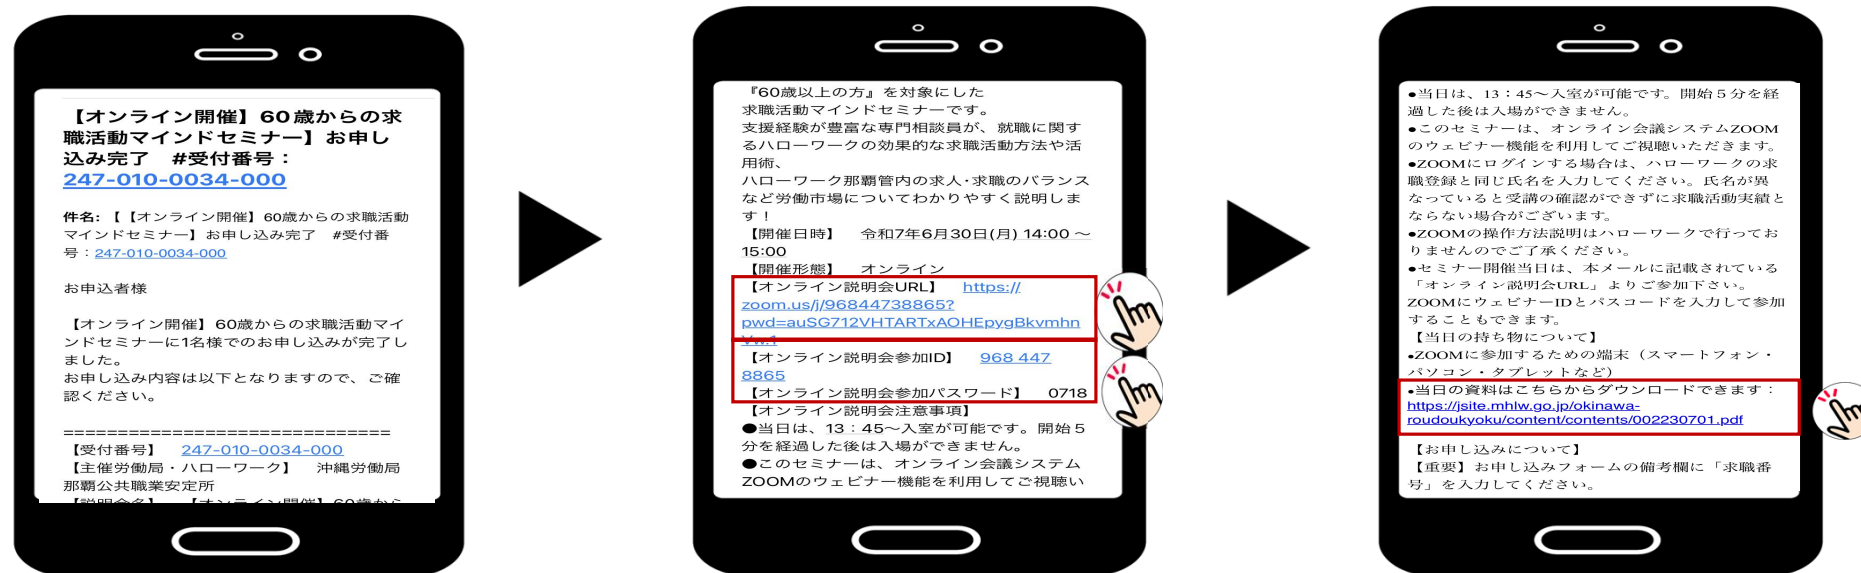 【オンライン開催】60歳からの求
職活動マインドセミナー】お申し
込み完了　#受付番号：
247-010-0034-000
件名: 【【オンライン開催】60歳からの求職活動
マインドセミナー】お申し込み完了　#受付番
号：247-010-0034-000
お申込者様
【オンライン開催】60歳からの求職活動マイ
ンドセミナーに1名様でのお申し込みが完了し
ました。
お申し込み内容は以下となりますので、ご確
認ください。
==============================
【受付番号】　247-010-0034-000
【主催労働局・ハローワーク】　沖縄労働局
那覇公共職業安定所
【説明会名】　【オンライン開催】60歳から
『60歳以上の方』を対象にした
求職活動マインドセミナーです。
支援経験が豊富な専門相談員が、就職に関す
るハローワークの効果的な求職活動方法や活
用術、
ハローワーク那覇管内の求人･求職のバランス
など労働市場についてわかりやすく説明しま
す！
【開催日時】　令和7年6月30日(月) 14:00 ～
15:00
【開催形態】　オンライン
【オンライン説明会URL】　https://
zoom.us/j/96844738865?
pwd=auSG712VHTARTxAOHEpygBkvmhn
Vw.1
【オンライン説明会参加ID】　968 447
8865
【オンライン説明会参加パスワード】　0718
【オンライン説明会注意事項】
●当日は、13：45～入室が可能です。開始５
分を経過した後は入場ができません。
●このセミナーは、オンライン会議システム
ZOOMのウェビナー機能を利用してご視聴い
●当日は、13：45～入室が可能です。開始５分を経
過した後は入場ができません。
●このセミナーは、オンライン会議システムZOOM
のウェビナー機能を利用してご視聴いただきます。
●ZOOMにログインする場合は、ハローワークの求
職登録と同じ氏名を入力してください。氏名が異
なっていると受講の確認ができずに求職活動実績と
ならない場合がございます。
●ZOOMの操作方法説明はハローワークで行ってお
りませんのでご了承ください。
●セミナー開催当日は、本メールに記載されている
「オンライン説明会URL」よりご参加下さい。
ZOOMにウェビナーIDとパスコードを入力して参加
することもできます。
【当日の持ち物について】
●ZOOMに参加するための端末（スマートフォン・
パソコン・タブレットなど）
●当日の資料はこちらからダウンロードできます：
https://jsite.mhlw.go.jp/okinawa-
roudoukyoku/content/contents/002230701.pdf
【お申し込みについて】
【重要】お申し込みフォームの備考欄に「求職番
号」を入力してください。